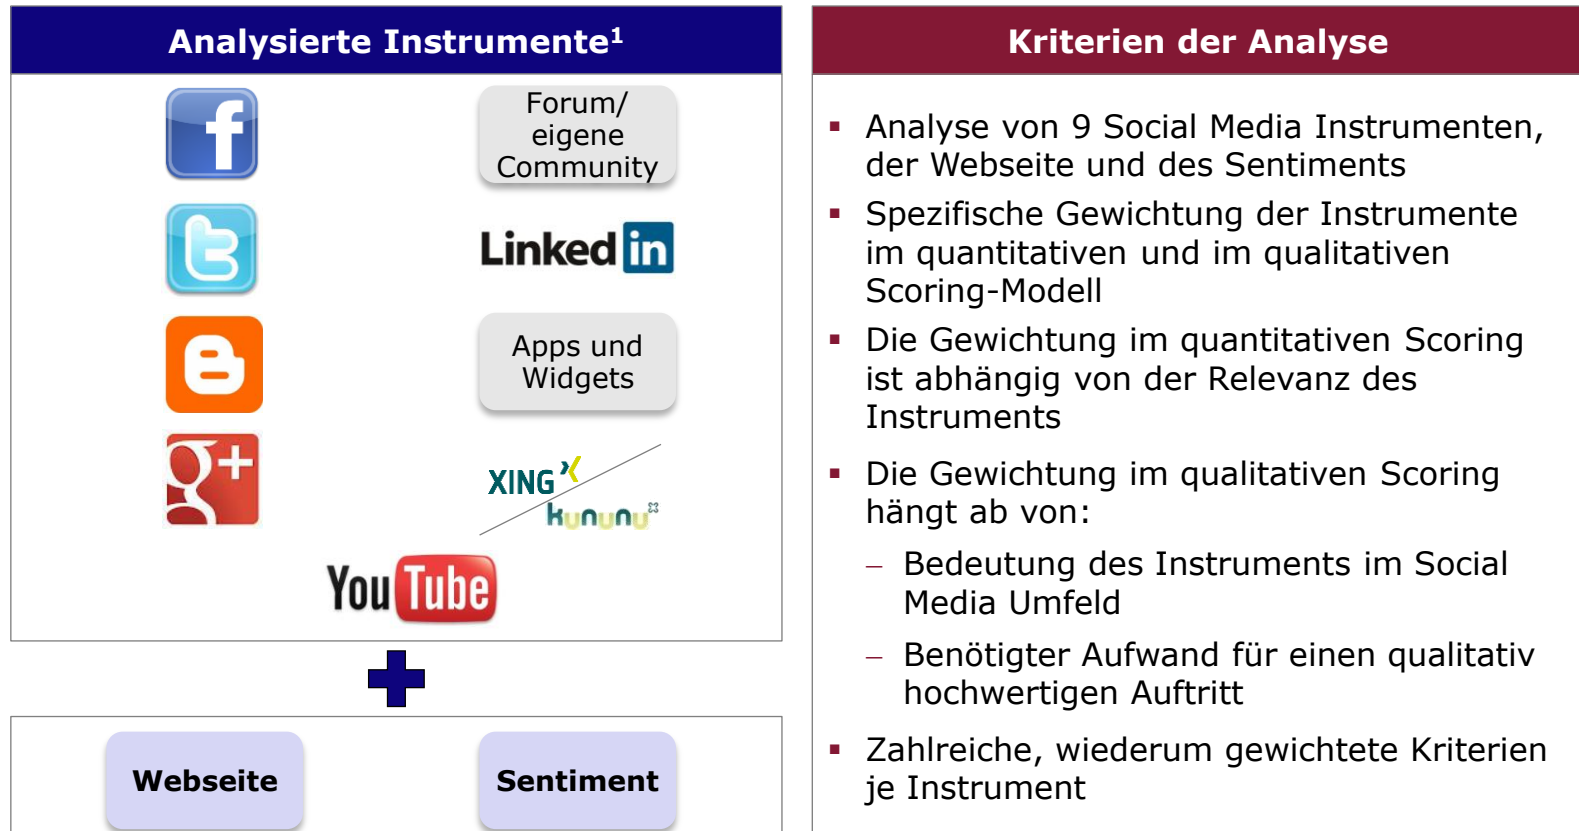 Analysierte Instrumente¹
f
Forum/
eigene
Community
t
Linked in
B
Apps und
Widgets
g+
XING
kununu
You Tube
Webseite
Sentiment
Kriterien der Analyse
▪ Analyse von 9 Social Media Instrumenten,
der Webseite und des Sentiments
▪ Spezifische Gewichtung der Instrumente
im quantitativen und im qualitativen
Scoring-Modell
▪ Die Gewichtung im quantitativen Scoring
ist abhängig von der Relevanz des
Instruments
▪ Die Gewichtung im qualitativen Scoring
hängt ab von:
– Bedeutung des Instruments im Social
Media Umfeld
– Benötigter Aufwand für einen qualitativ
hochwertigen Auftritt
▪ Zahlreiche, wiederum gewichtete Kriterien
je Instrument